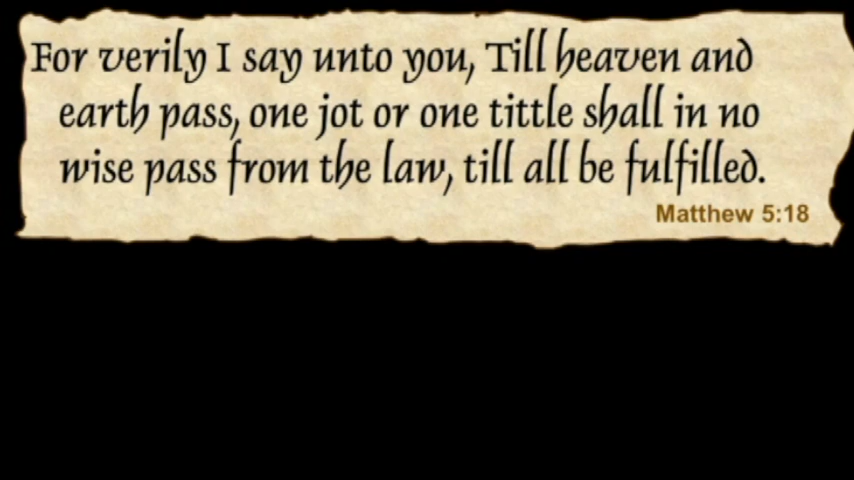 For verily I say unto you, Till heaven and
earth pass, one jot or one tittle shall in no
wise pass from the law, till all be fulfilled.
Matthew 5:18